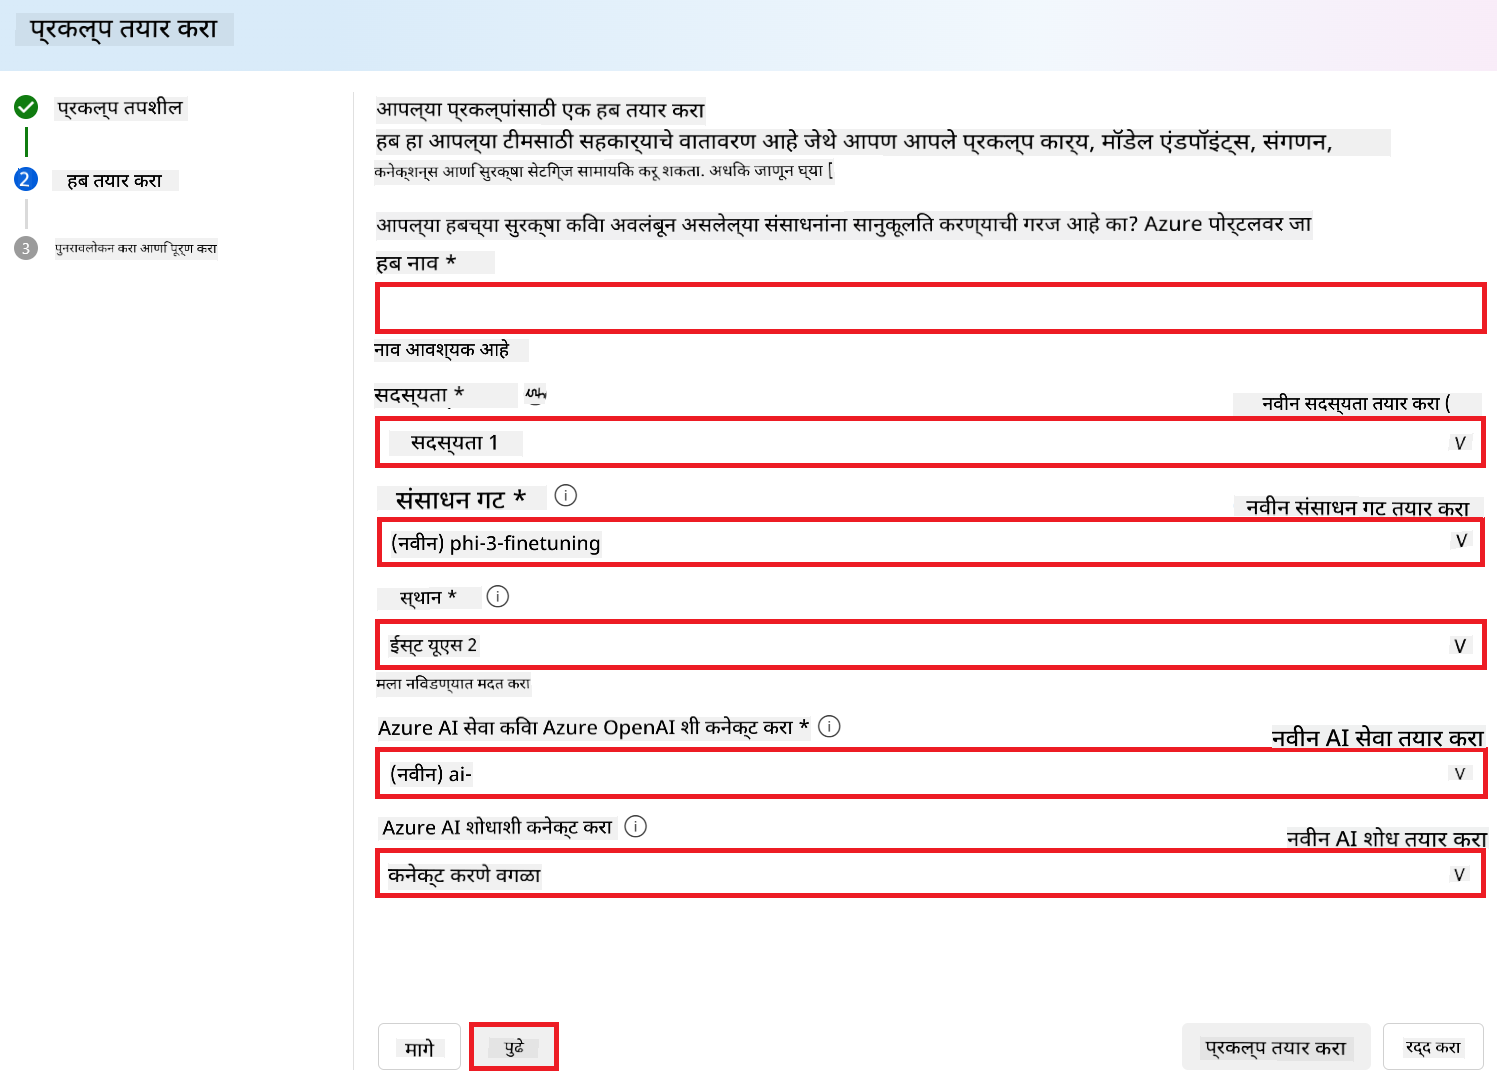 प्रकल्प तयार करा
प्रकल्प तपशील
2 हब तयार करा
3 पुनरावलोकन करा आणि पूर्ण करा
आपल्या प्रकल्पांसाठी एक हब तयार करा
हब हा आपल्या टीमसाठी सहकार्याचे वातावरण आहे जेथे आपण आपले प्रकल्प कार्य, मॉडेल एंडपॉइंट्स, संगणन,
कनेक्शन्स आणि सुरक्षा सेटिंग्ज सामायिक करू शकता. अधिक जाणून घ्या [
आपल्या हबच्या सुरक्षा किंवा अवलंबून असलेल्या संसाधनांना सानुकूलित करण्याची गरज आहे का? Azure पोर्टलवर जा
हब नाव *
नाव आवश्यक आहे
सदस्यता *
नवीन सदस्यता तयार करा (
सदस्यता 1 V
संसाधन गट *
नवीन संसाधन गट तयार करा
(नवीन) phi-3-finetuning V
स्थान *
ईस्ट यूएस 2 V
मला निवडण्यात मदत करा
Azure AI सेवा किंवा Azure OpenAI शी कनेक्ट करा *
नवीन AI सेवा तयार करा
(नवीन) ai- V
Azure AI शोधाशी कनेक्ट करा
नवीन AI शोध तयार करा
कनेक्ट करणे वगळा V
मागे पुढे प्रकल्प तयार करा रद्द करा